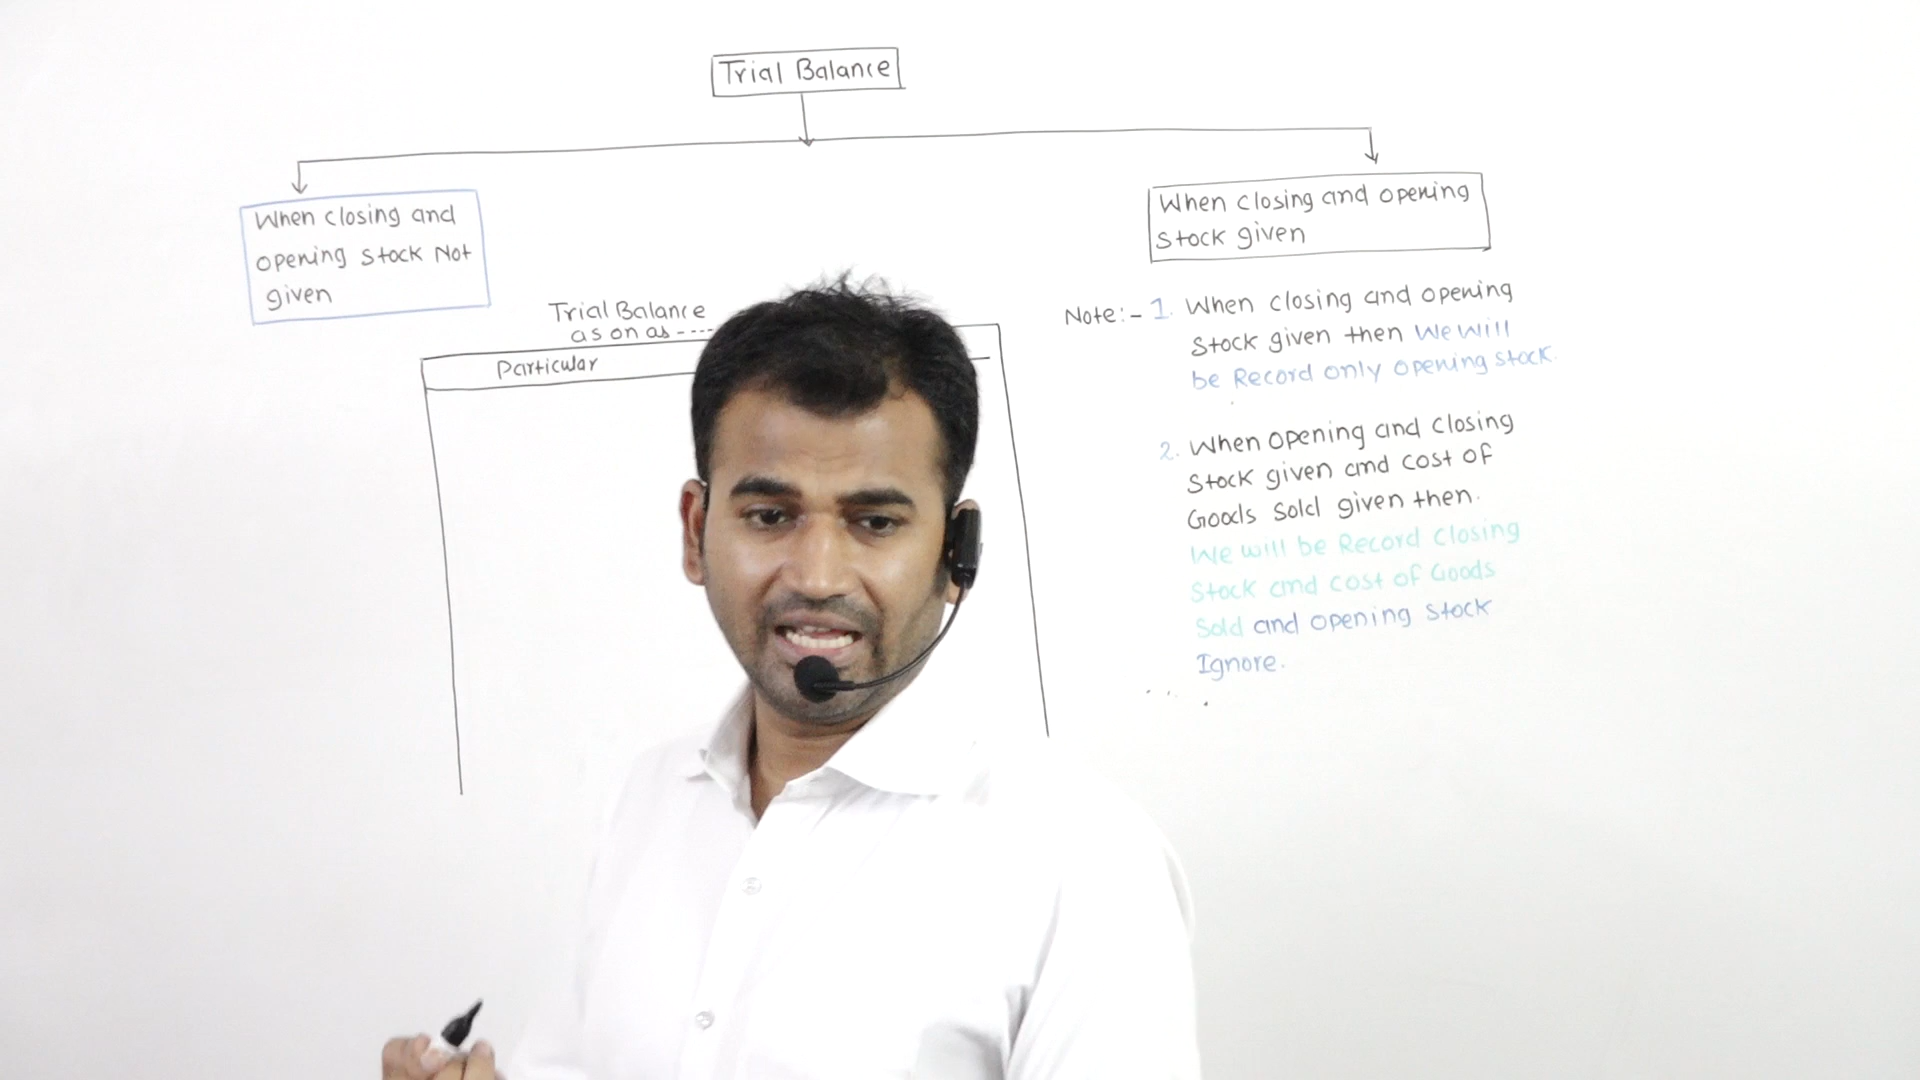 Trial Balance
When closing and
opening stock Not
given
When closing and opening
stock given
Trial Balance
as on as ----
Particular
Note:- 1. When closing and opening
Stock given then We will
be Record only opening stock.
2. When opening and closing
Stock given and cost of
Goods Sold given then.
We will be Record closing
Stock and cost of Goods
Sold and opening stock
Ignore.